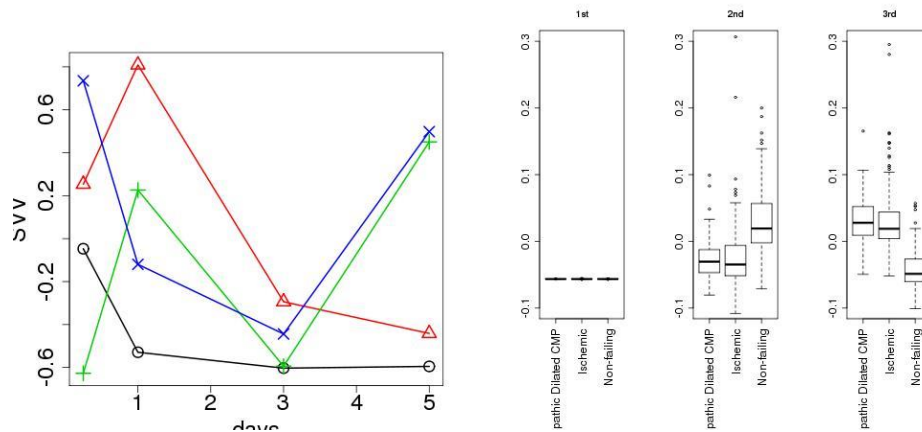 SVV
0.6
0.2
-0.2
-0.6
1 2 3 4 5
days
1st
0.3
0.2
0.1
0.0
-0.1
pathic Dilated CMP
Ischemic
Non-failing
2nd
0.3
0.2
0.1
0.0
-0.1
pathic Dilated CMP
Ischemic
Non-failing
3rd
0.3
0.2
0.1
0.0
-0.1
pathic Dilated CMP
Ischemic
Non-failing